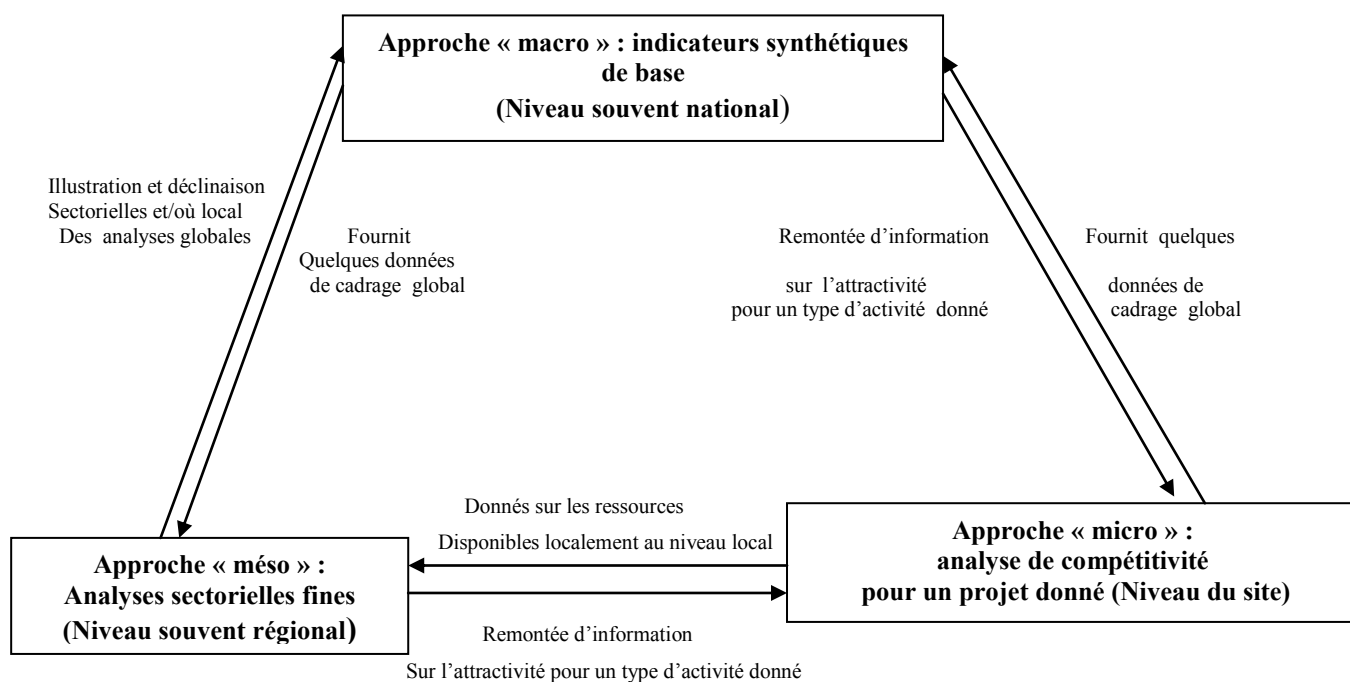 Approche « macro » : indicateurs synthétiques
de base
(Niveau souvent national)
Illustration et déclinaison
Sectorielles et/où local
Des analyses globales
Fournit
Quelques données
de cadrage global
Remontée d’information
sur l’attractivité
pour un type d’activité donné
Fournit quelques
données de
cadrage global
Donnés sur les ressources
Disponibles localement au niveau local
Approche « méso » :
Analyses sectorielles fines
(Niveau souvent régional)
Approche « micro » :
analyse de compétitivité
pour un projet donné (Niveau du site)
Remontée d’information
Sur l’attractivité pour un type d’activité donné